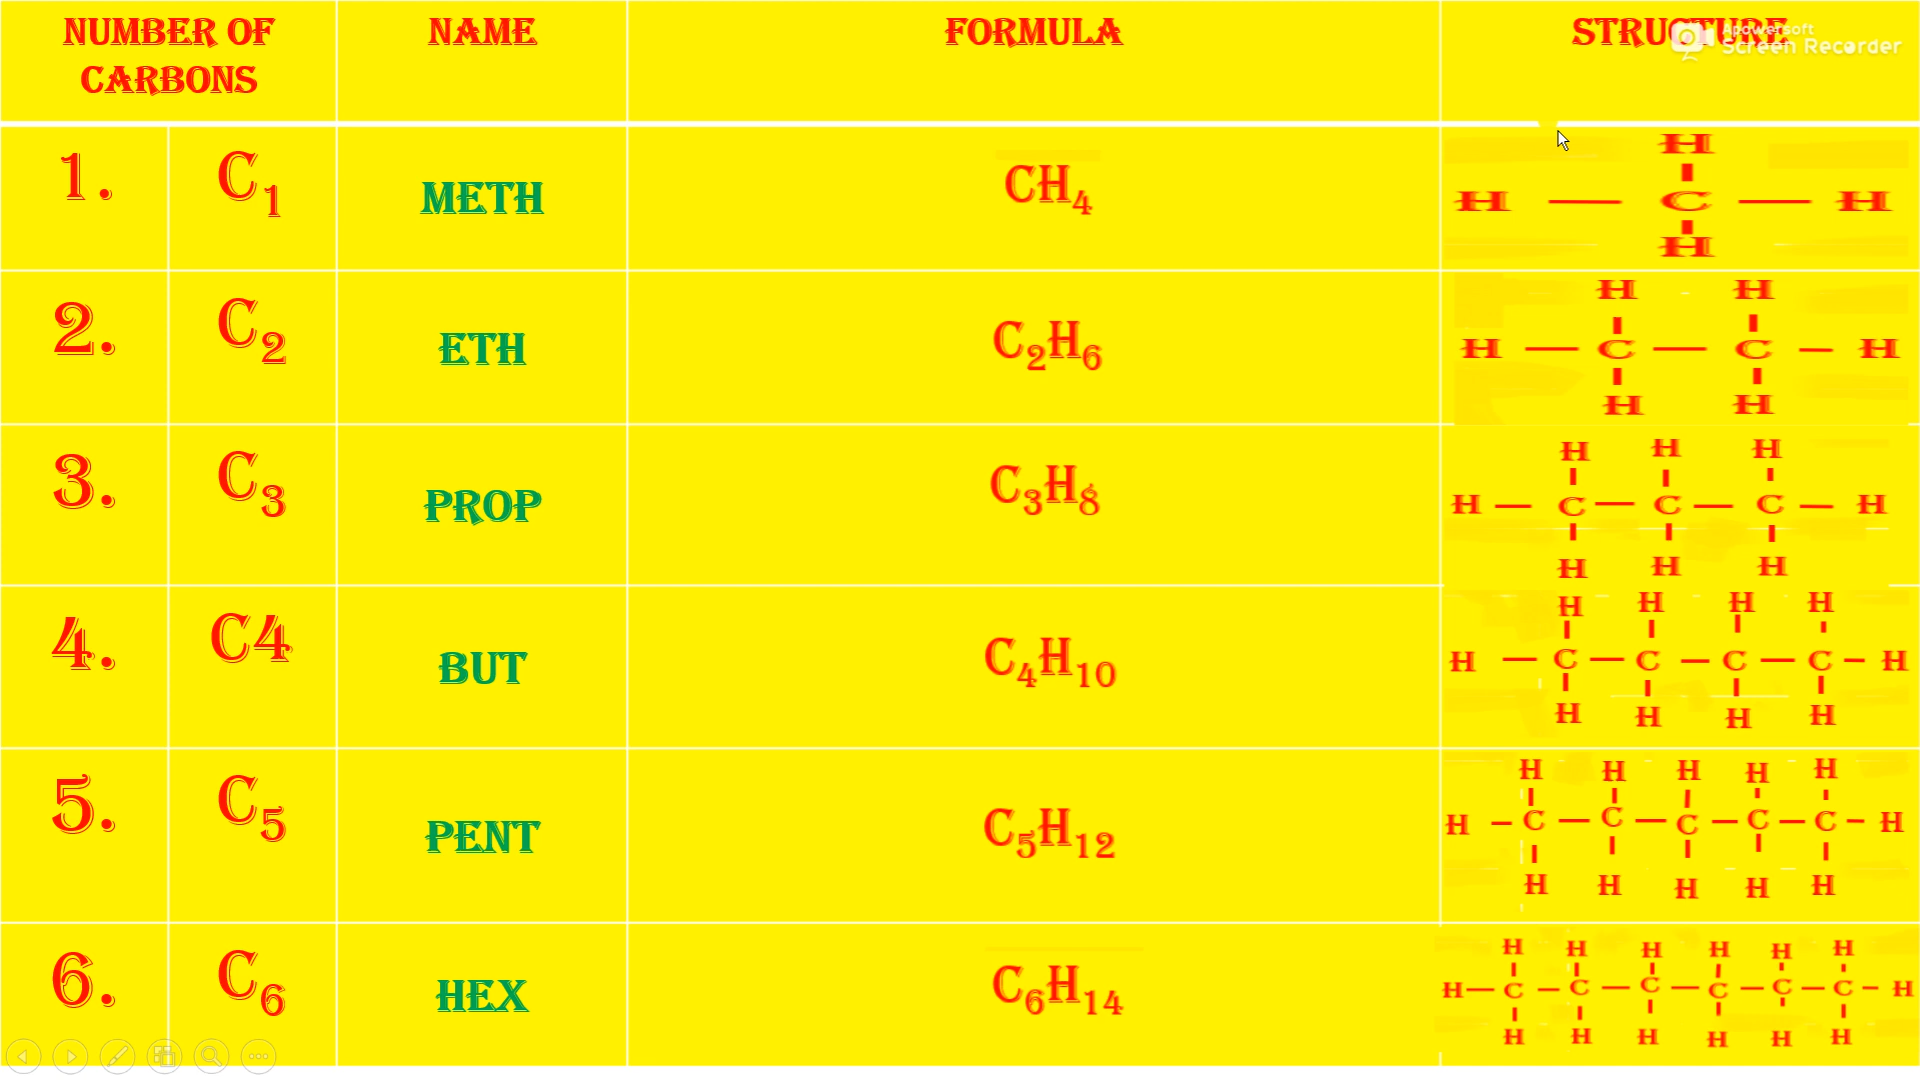 NUMBER OF CARBONS NAME FORMULA STRUCTURE
Apowersoft
Screen Recorder
1. C₁ METH CH₄
H
H — C — H
H
2. C₂ ETH C₂H₆
H H
H — C — C — H
H H
3. C₃ PROP C₃H₈
H H H
H — C — C — C — H
H H H
4. C4 BUT C₄H₁₀
H H H H
H — C — C — C — C — H
H H H H
5. C₅ PENT C₅H₁₂
H H H H H
H — C — C — C — C — C — H
H H H H H
6. C₆ HEX C₆H₁₄
H H H H H H
H — C — C — C — C — C — C — H
H H H H H H